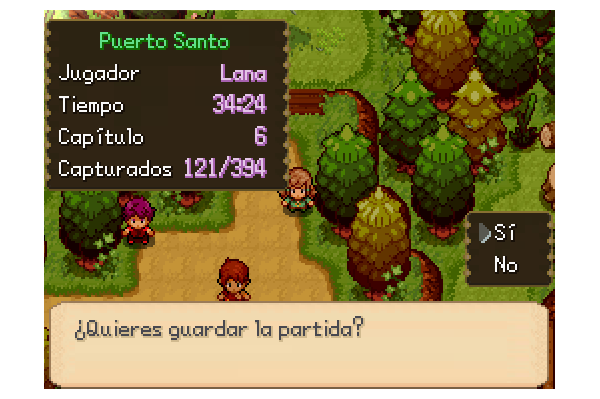 Puerto Santo
Jugador Lana
Tiempo 34:24
Capítulo 6
Capturados 121/394
Sí
No
¿Quieres guardar la partida?